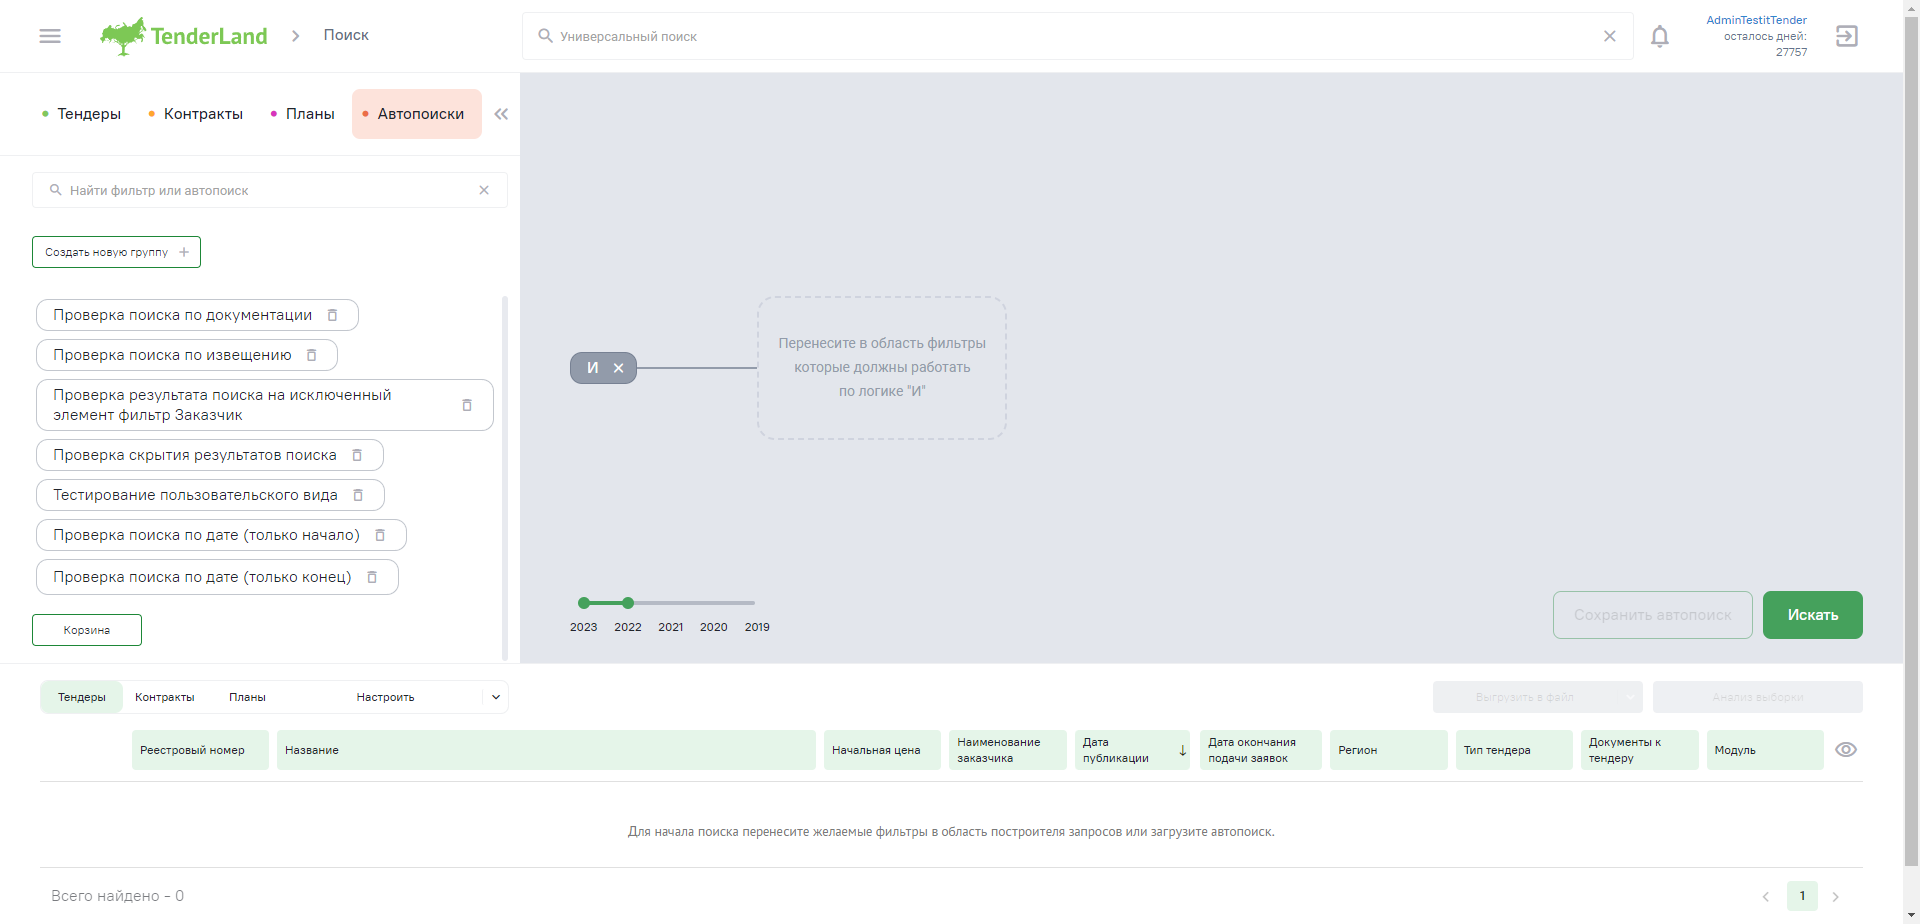 TenderLand
Поиск
Универсальный поиск
AdminTestitTender
осталось дней:
27757
Тендеры
Контракты
Планы
Автопоиски
Найти фильтр или автопоиск
Создать новую группу
Проверка поиска по документации
Проверка поиска по извещению
Проверка результата поиска на исключенный
элемент фильтр Заказчик
Проверка скрытия результатов поиска
Тестирование пользовательского вида
Проверка поиска по дате (только начало)
Проверка поиска по дате (только конец)
Корзина
И
Перенесите в область фильтры
которые должны работать
по логике "И"
2023 2022 2021 2020 2019
Сохранить автопоиск
Искать
Тендеры
Контракты
Планы
Настроить
Выгрузить в файл
Анализ выборки
Реестровый номер
Название
Начальная цена
Наименование
заказчика
Дата
публикации
Дата окончания
подачи заявок
Регион
Тип тендера
Документы к
тендеру
Модуль
Для начала поиска перенесите желаемые фильтры в область построителя запросов или загрузите автопоиск.
Всего найдено - 0
1